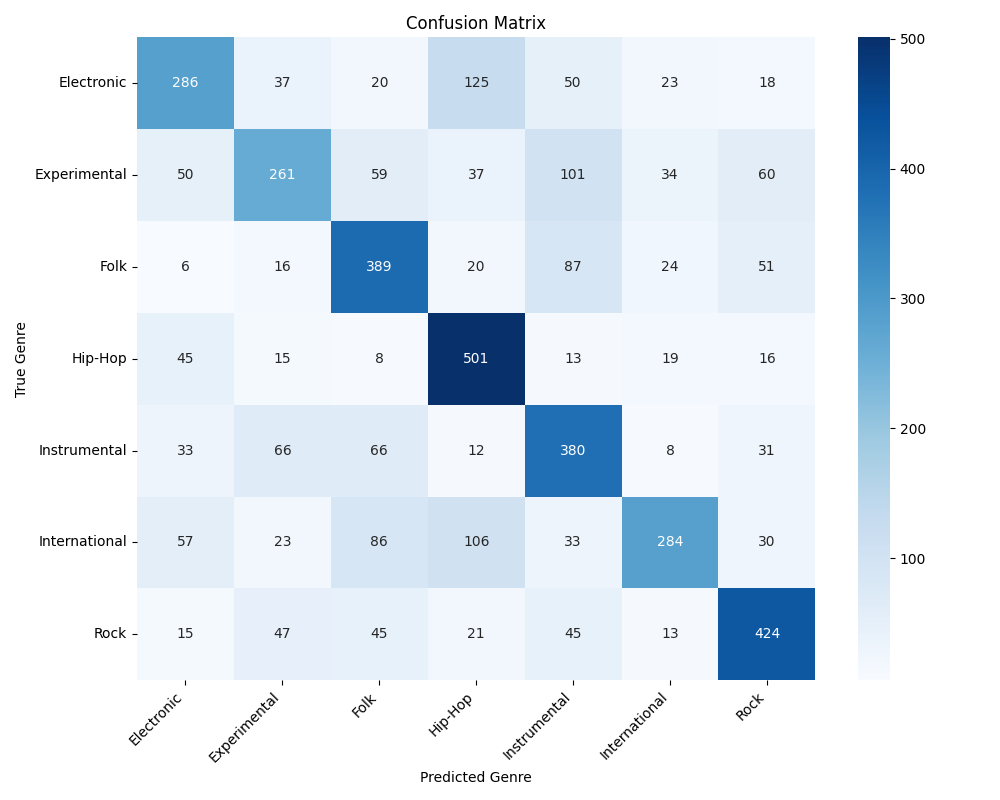 Confusion Matrix
Electronic 286 37 20 125 50 23 18
Experimental 50 261 59 37 101 34 60
Folk 6 16 389 20 87 24 51
Hip-Hop 45 15 8 501 13 19 16
Instrumental 33 66 66 12 380 8 31
International 57 23 86 106 33 284 30
Rock 15 47 45 21 45 13 424
Electronic Experimental Folk Hip-Hop Instrumental International Rock
Predicted Genre
True Genre
500
400
300
200
100